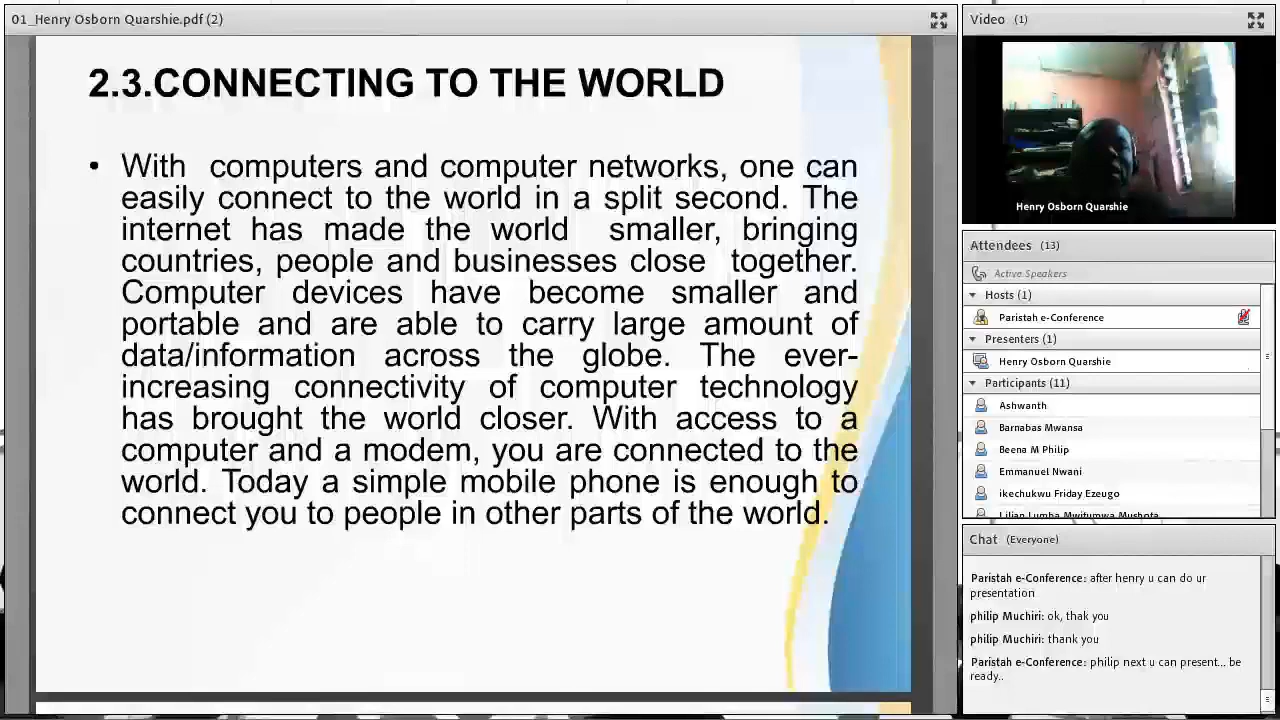 01_Henry Osborn Quarshie.pdf (2)
2.3.CONNECTING TO THE WORLD
• With computers and computer networks, one can
easily connect to the world in a split second. The
internet has made the world smaller, bringing
countries, people and businesses close together.
Computer devices have become smaller and
portable and are able to carry large amount of
data/information across the globe. The ever-
increasing connectivity of computer technology
has brought the world closer. With access to a
computer and a modem, you are connected to the
world. Today a simple mobile phone is enough to
connect you to people in other parts of the world.
Video (1)
Henry Osborn Quarshie
Attendees (13)
Active Speakers
Hosts (1)
Paristah e-Conference
Presenters (1)
Henry Osborn Quarshie
Participants (11)
Ashwanth
Barnabas Mwansa
Beena M Philip
Emmanuel Nwani
ikechukwu Friday Ezeugo
Lilian Lumba Mwifumwa Mushota
Chat (Everyone)
Paristah e-Conference: after henry u can do ur
presentation
philip Muchiri: ok, thak you
philip Muchiri: thank you
Paristah e-Conference: philip next u can present... be
ready..